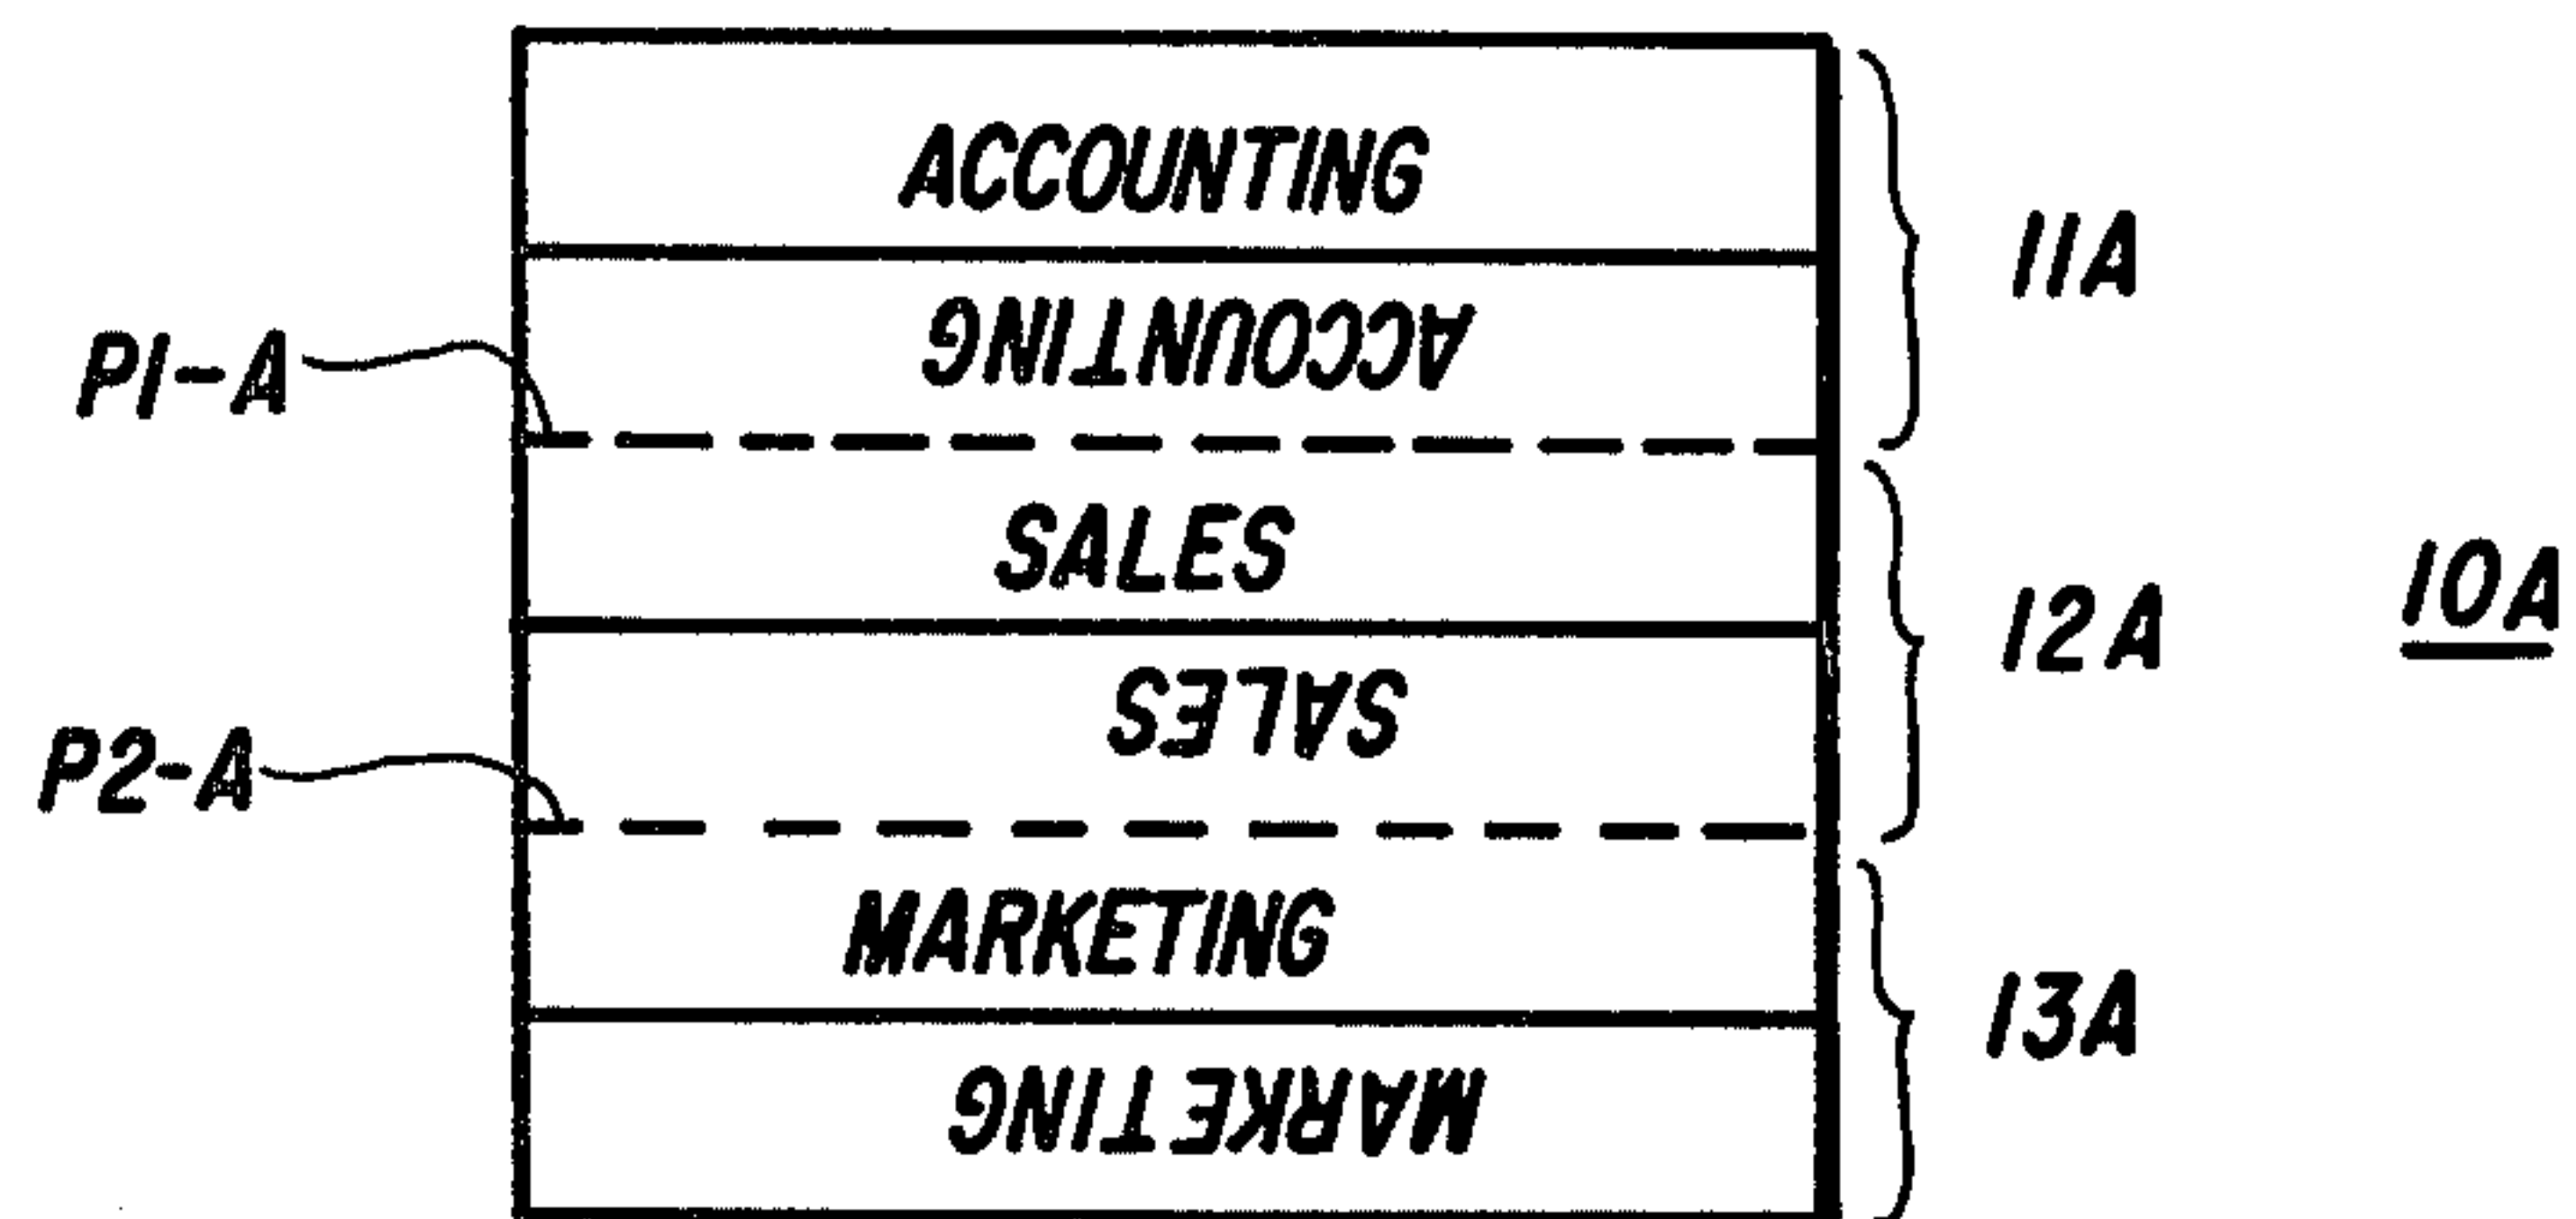 ACCOUNTING
11A
ACCOUNTING
P1-A
SALES
12A
10A
SALES
P2-A
MARKETING
13A
MARKETING